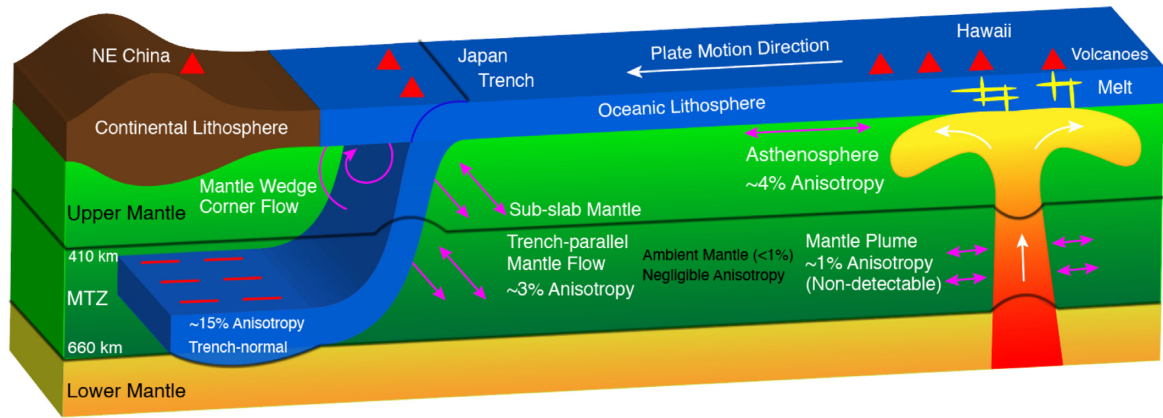 NE China
Japan
Trench
Plate Motion Direction
Hawaii
Volcanoes
Melt
Oceanic Lithosphere
Continental Lithosphere
Asthenosphere
~4% Anisotropy
Mantle Wedge
Corner Flow
Upper Mantle
Sub-slab Mantle
410 km
Trench-parallel
Mantle Flow
~3% Anisotropy
Ambient Mantle (<1%)
Negligible Anisotropy
Mantle Plume
~1% Anisotropy
(Non-detectable)
MTZ
~15% Anisotropy
Trench-normal
660 km
Lower Mantle